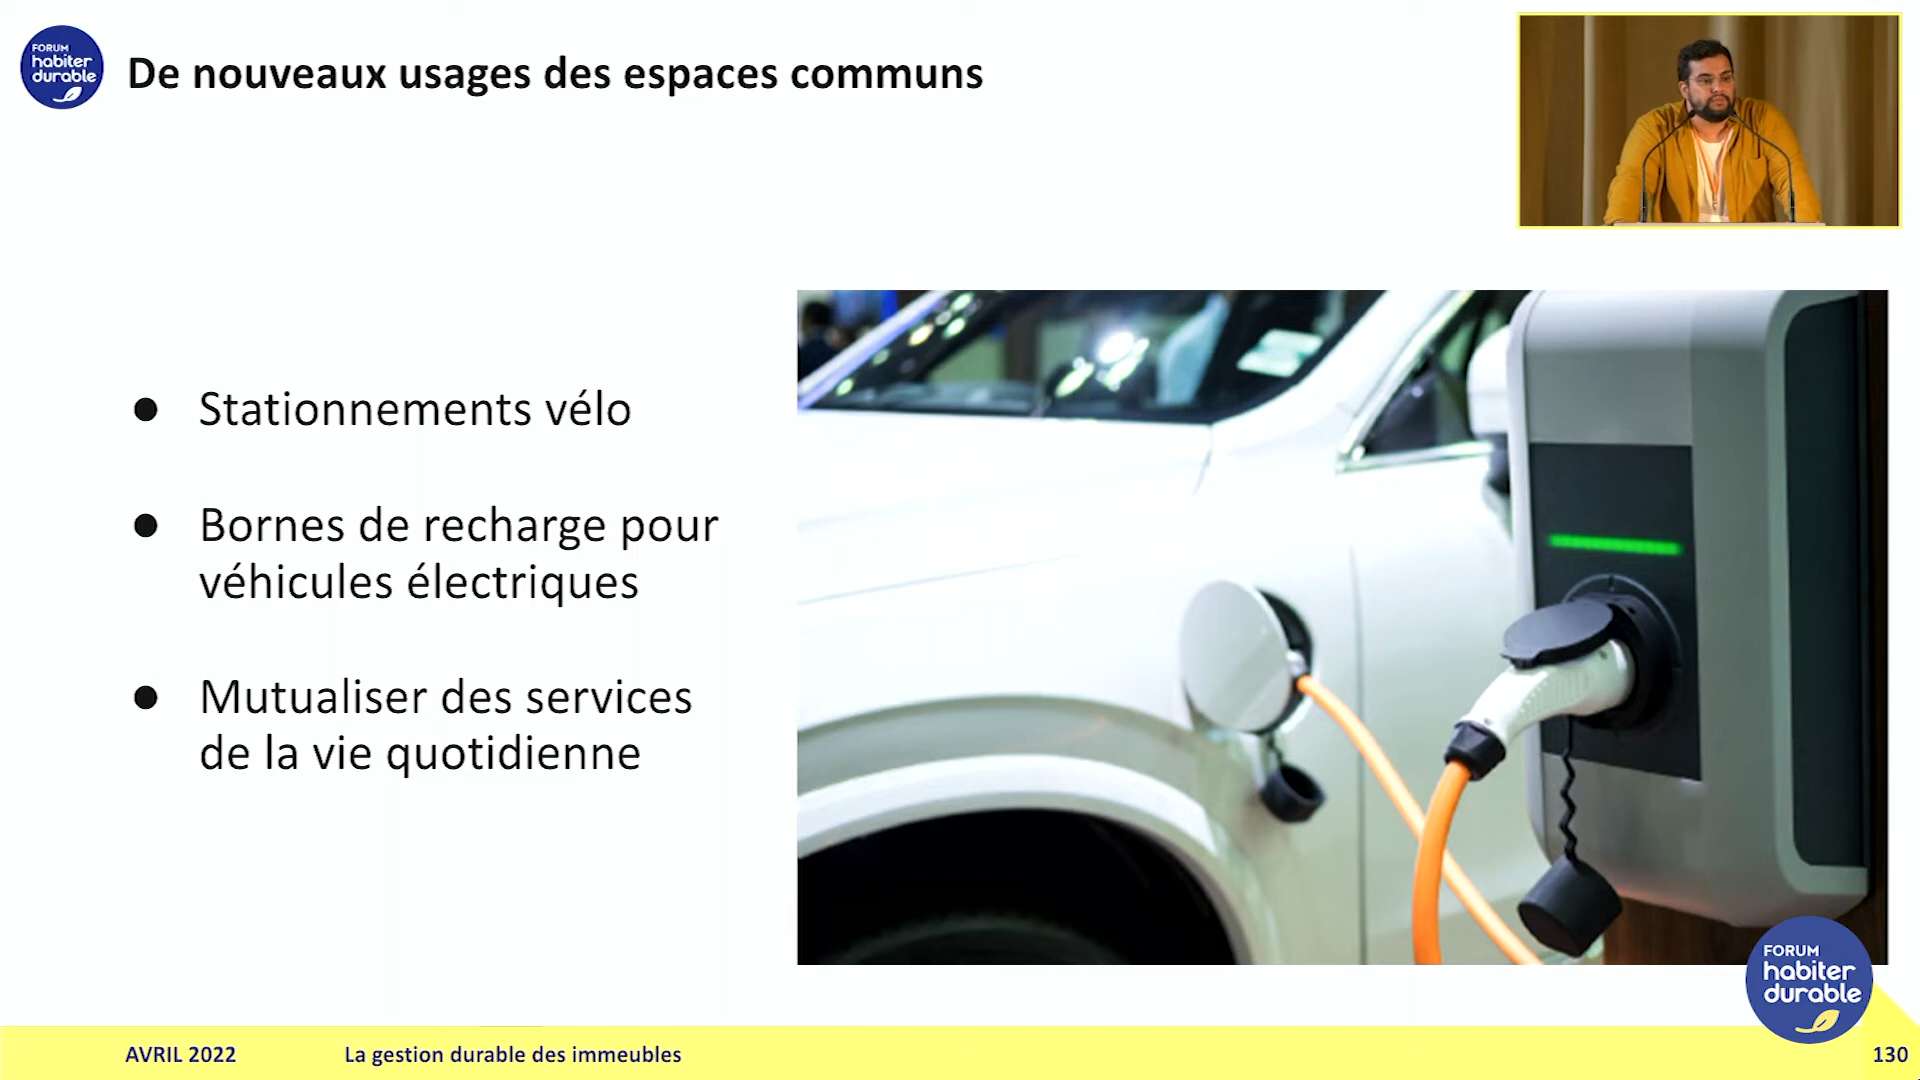 FORUM
habiter
durable
De nouveaux usages des espaces communs
● Stationnements vélo
● Bornes de recharge pour
véhicules électriques
● Mutualiser des services
de la vie quotidienne
FORUM
habiter
durable
AVRIL 2022
La gestion durable des immeubles
130